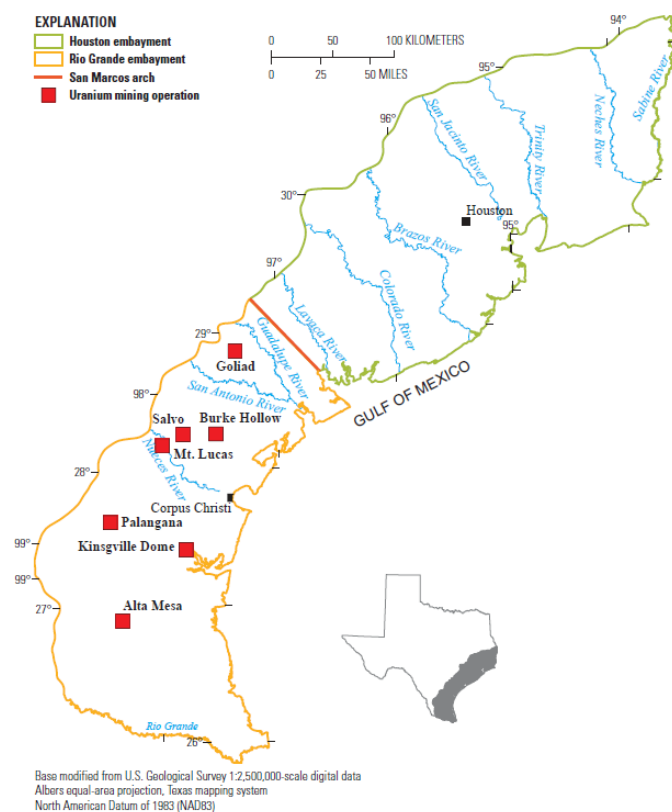 EXPLANATION
Houston embayment
Rio Grande embayment
San Marcos arch
Uranium mining operation
0 50 100 KILOMETERS
0 25 50 MILES
94°
95°
96°
30°
97°
29°
98°
28°
99°
99°
27°
26°
95°
Sabine River
Neches River
Trinity River
San Jacinto River
Houston
Brazos River
Colorado River
Lavaca River
Guadalupe River
Goliad
San Antonio River
GULF OF MEXICO
Salvo
Burke Hollow
Mt. Lucas
Nueces River
Corpus Christi
Palangana
Kinsgville Dome
Alta Mesa
Rio Grande
Base modified from U.S. Geological Survey 1:2,500,000-scale digital data
Albers equal-area projection, Texas mapping system
North American Datum of 1983 (NAD83)